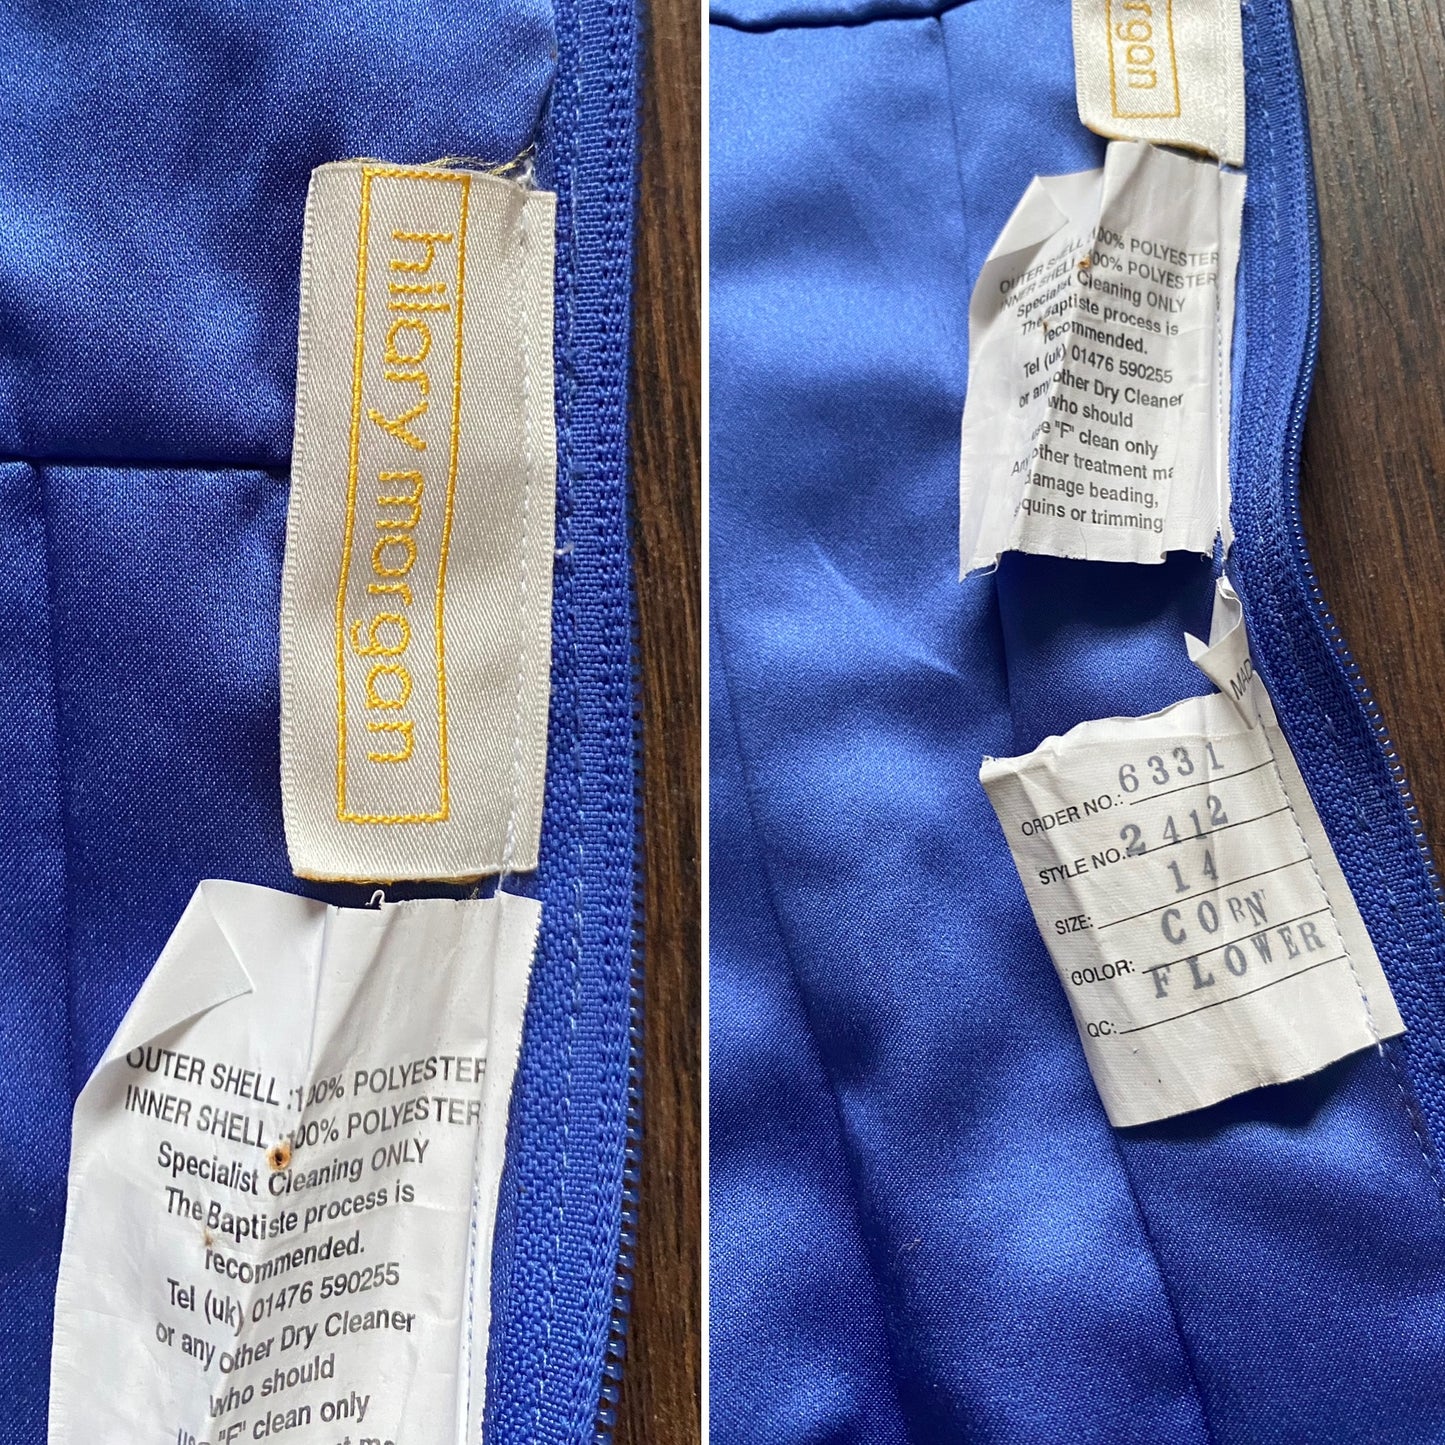 hilary morgan
OUTER SHELL :100% POLYESTER
INNER SHELL :100% POLYESTER
Specialist Cleaning ONLY
The Baptiste process is
recommended.
Tel (uk) 01476 590255
or any other Dry Cleaner
who should
"F" clean only
rgan
OUTER SHELL :100% POLYESTER
INNER SHELL :100% POLYESTER
Specialist Cleaning ONLY
The Baptiste process is
recommended.
Tel (uk) 01476 590255
or any other Dry Cleaner
who should
"F" clean only
Any other treatment ma
damage beading,
quins or trimming
MAD
ORDER NO.: 6331
STYLE NO.: 2412
SIZE: 14
COLOR: CORN
FLOWER
QC: